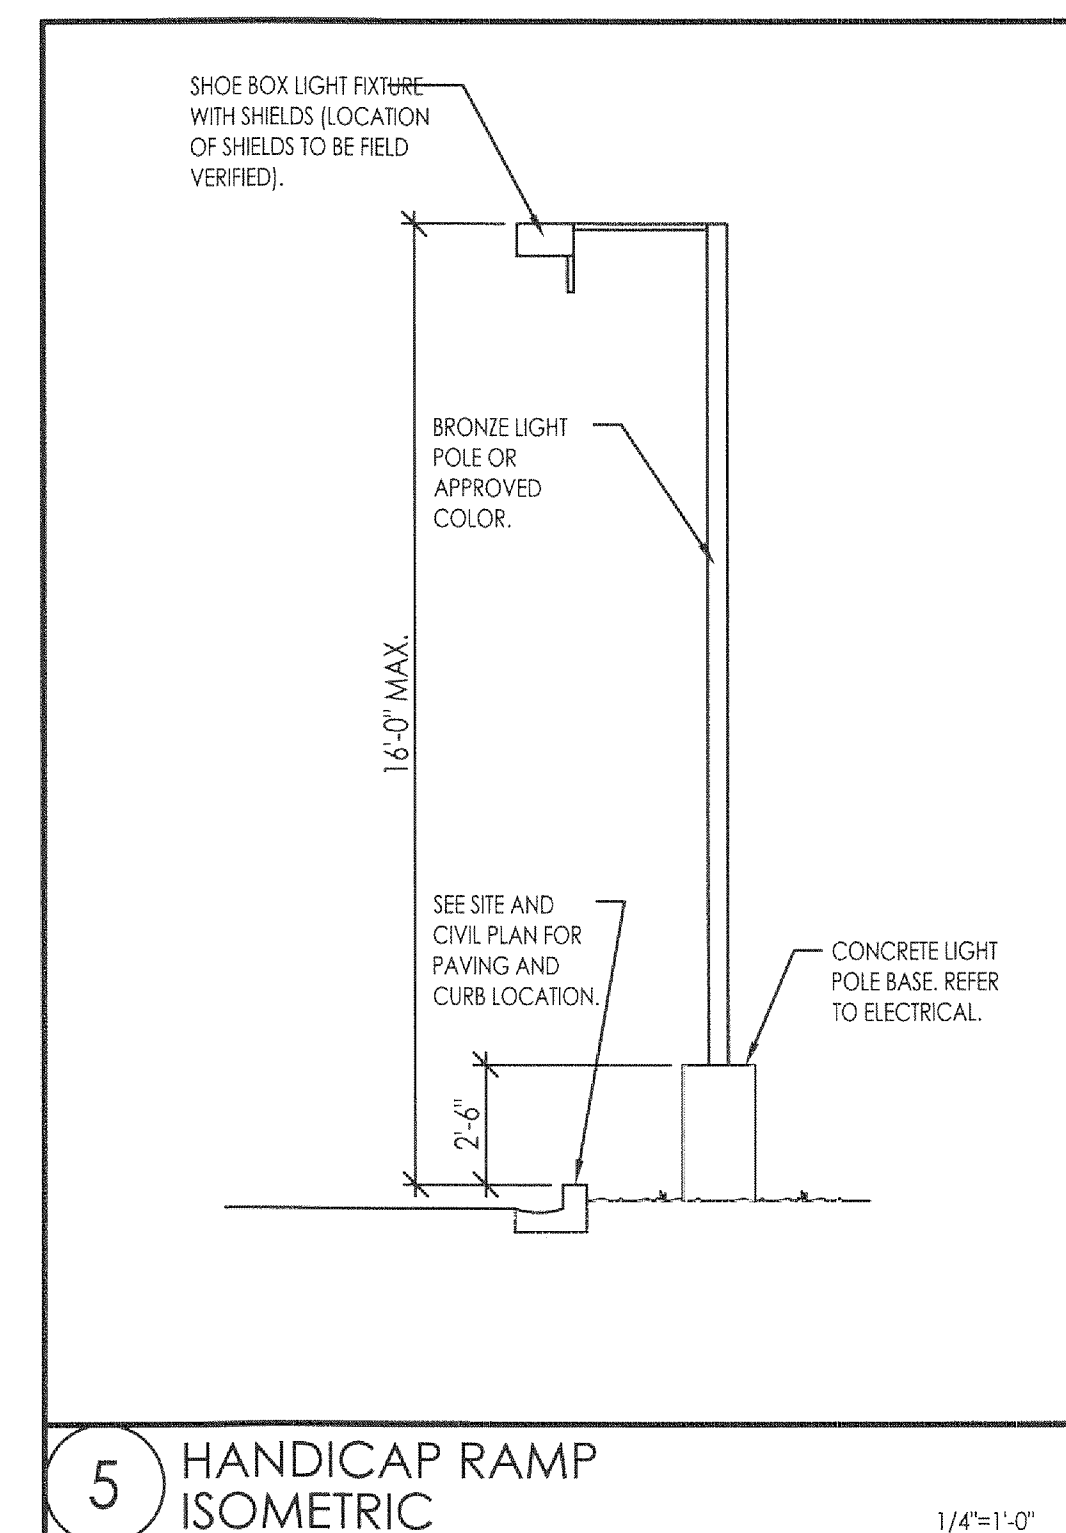 SHOE BOX LIGHT FIXTURE
WITH SHIELDS (LOCATION
OF SHIELDS TO BE FIELD
VERIFIED).
BRONZE LIGHT
POLE OR
APPROVED
COLOR.
16'-0" MAX.
SEE SITE AND
CIVIL PLAN FOR
PAVING AND
CURB LOCATION.
CONCRETE LIGHT
POLE BASE. REFER
TO ELECTRICAL.
2'-6"
5
HANDICAP RAMP
ISOMETRIC
1/4"=1'-0"